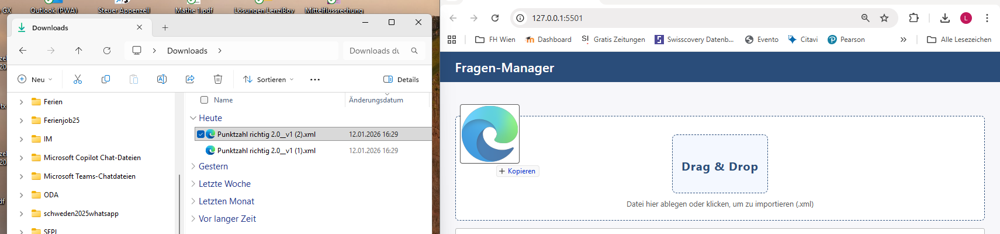 GX
Outlook (PWA)
Steuer Appenzell
Mathe 1.pdf
Lösungen LenziBoy
Mittelflussrechung
Downloads
Downloads
Downloads du
Neu
Sortieren
Details
Name
Änderungsdatum
Ferien
Ferienjob25
IM
Microsoft Copilot Chat-Dateien
Microsoft Teams-Chatdateien
ODA
schweden2025whatsapp
Heute
Punktzahl richtig 2.0__v1 (2).xml 12.01.2026 16:29
Punktzahl richtig 2.0__v1 (1).xml 12.01.2026 16:29
Gestern
Letzte Woche
Letzten Monat
Vor langer Zeit
127.0.0.1:5501
L
FH Wien
Dashboard
SI Gratis Zeitungen
Swisscovery Datenb...
Evento
Citavi
Pearson
Alle Lesezeichen
Fragen-Manager
Kopieren
Drag & Drop
Datei hier ablegen oder klicken, um zu importieren (.xml)